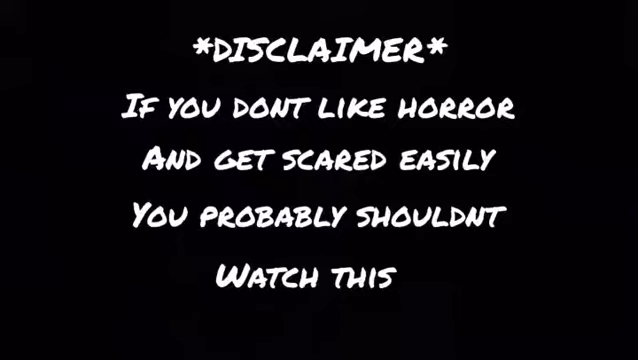 *DISCLAIMER*
If you dont like horror
And get scared easily
You probably shouldnt
Watch this